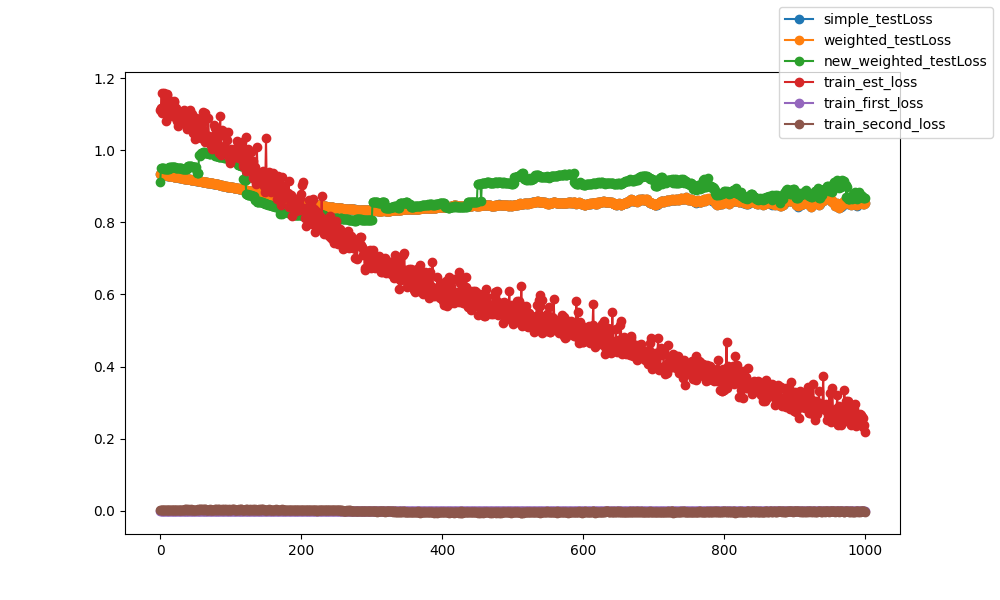 simple_testLoss
weighted_testLoss
new_weighted_testLoss
train_est_loss
train_first_loss
train_second_loss
1.2
1.0
0.8
0.6
0.4
0.2
0.0
0 200 400 600 800 1000